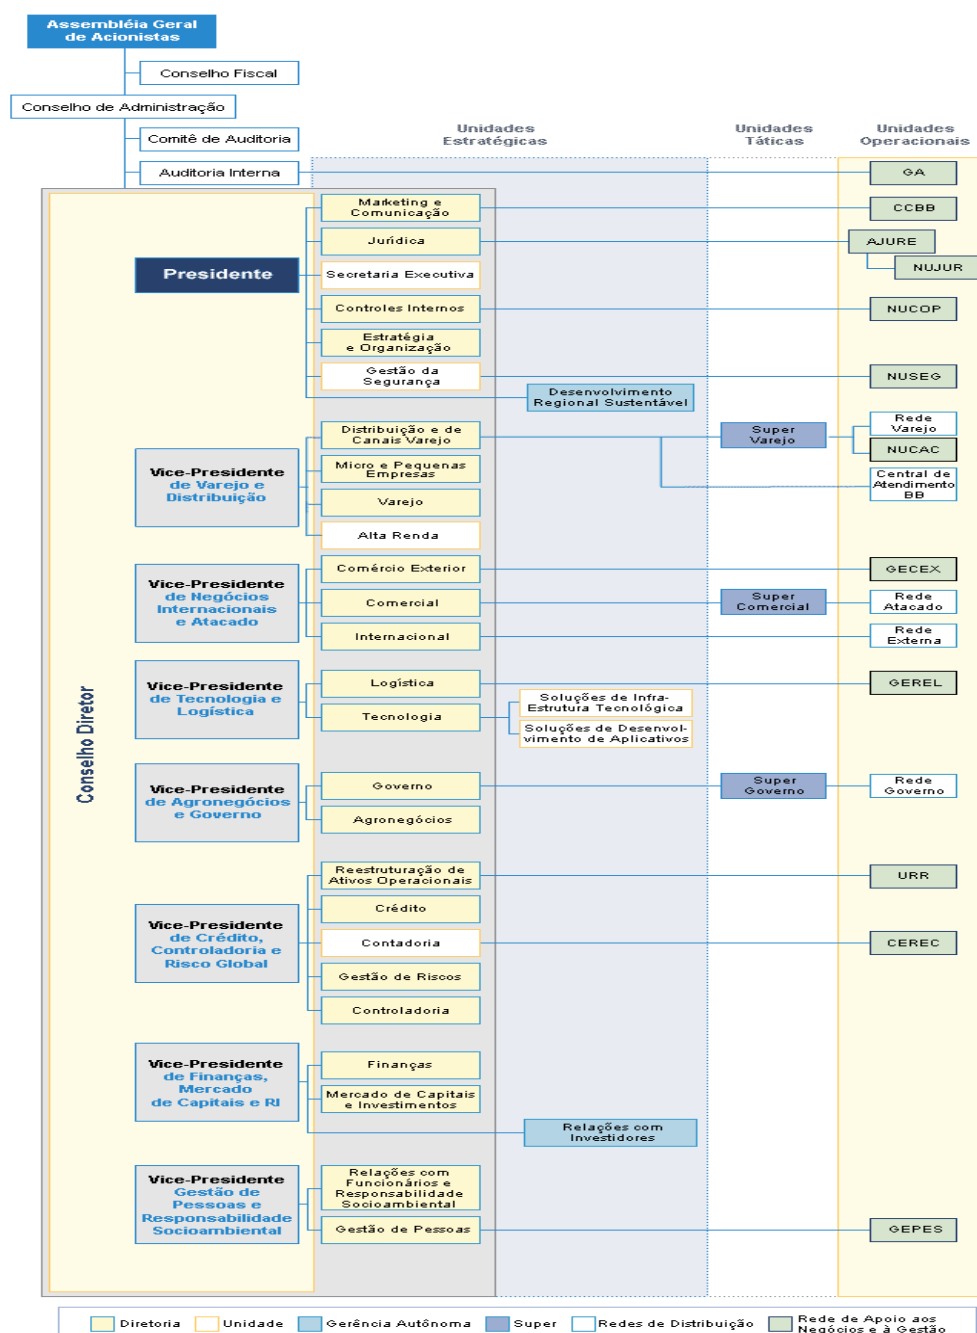 Assembléia Geral
de Acionistas
Conselho Fiscal
Conselho de Administração
Comitê de Auditoria
Auditoria Interna
Unidades
Estratégicas
Unidades
Táticas
Unidades
Operacionais
GA
Conselho Diretor
Presidente
Marketing e
Comunicação
CCBB
Jurídica
AJURE
NUJUR
Secretaria Executiva
Controles Internos
NUCOP
Estratégia
e Organização
Gestão da
Segurança
NUSEG
Desenvolvimento
Regional Sustentável
Vice-Presidente
de Varejo e
Distribuição
Distribuição e de
Canais Varejo
Super
Varejo
Rede
Varejo
NUCAC
Central de
Atendimento
BB
Micro e Pequenas
Empresas
Varejo
Alta Renda
Vice-Presidente
de Negócios
Internacionais
e Atacado
Comércio Exterior
GECEX
Comercial
Super
Comercial
Rede
Atacado
Internacional
Rede
Externa
Vice-Presidente
de Tecnologia e
Logística
Logística
GEREL
Tecnologia
Soluções de Infra-
Estrutura Tecnológica
Soluções de Desenvol-
vimento de Aplicativos
Vice-Presidente
de Agronegócios
e Governo
Governo
Super
Governo
Rede
Governo
Agronegócios
Vice-Presidente
de Crédito,
Controladoria e
Risco Global
Reestruturação de
Ativos Operacionais
URR
Crédito
Contadoria
CEREC
Gestão de Riscos
Controladoria
Vice-Presidente
de Finanças,
Mercado
de Capitais e RI
Finanças
Mercado de Capitais
e Investimentos
Relações com
Investidores
Vice-Presidente
Gestão de
Pessoas e
Responsabilidade
Socioambiental
Relações com
Funcionários e
Responsabilidade
Socioambiental
Gestão de Pessoas
GEPES
Diretoria
Unidade
Gerência Autônoma
Super
Redes de Distribuição
Rede de Apoio aos
Negócios e à Gestão